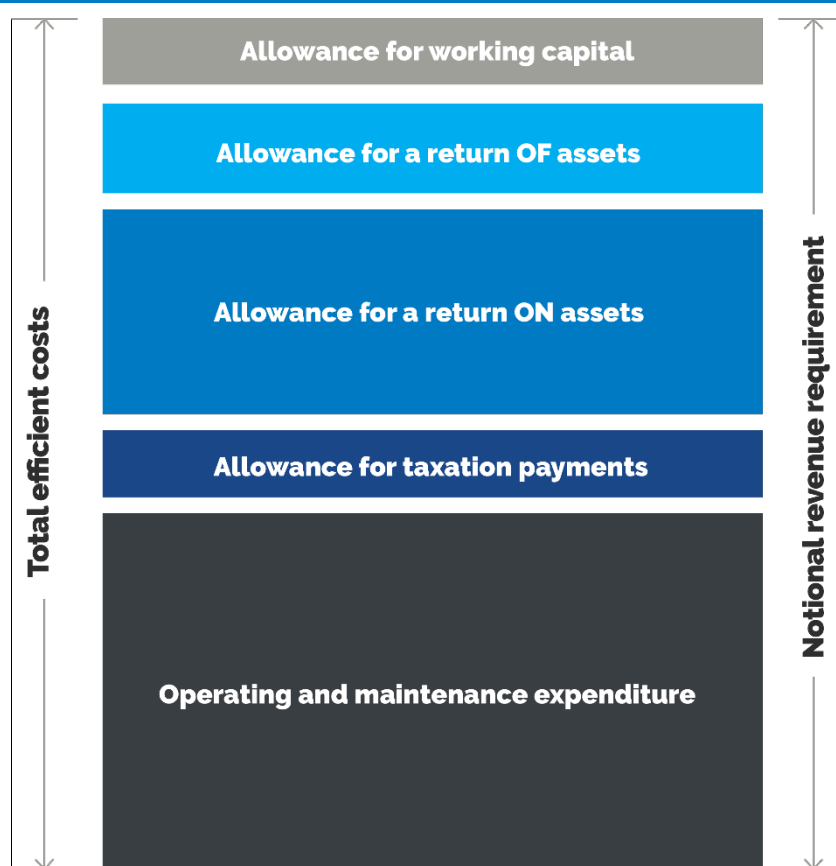 Allowance for working capital
Allowance for a return OF assets
Allowance for a return ON assets
Allowance for taxation payments
Operating and maintenance expenditure
Total efficient costs
Notional revenue requirement